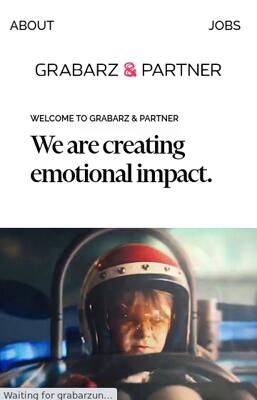 ABOUT JOBS
GRABARZ & PARTNER
WELCOME TO GRABARZ & PARTNER
We are creating
emotional impact.
Waiting for grabarzun...